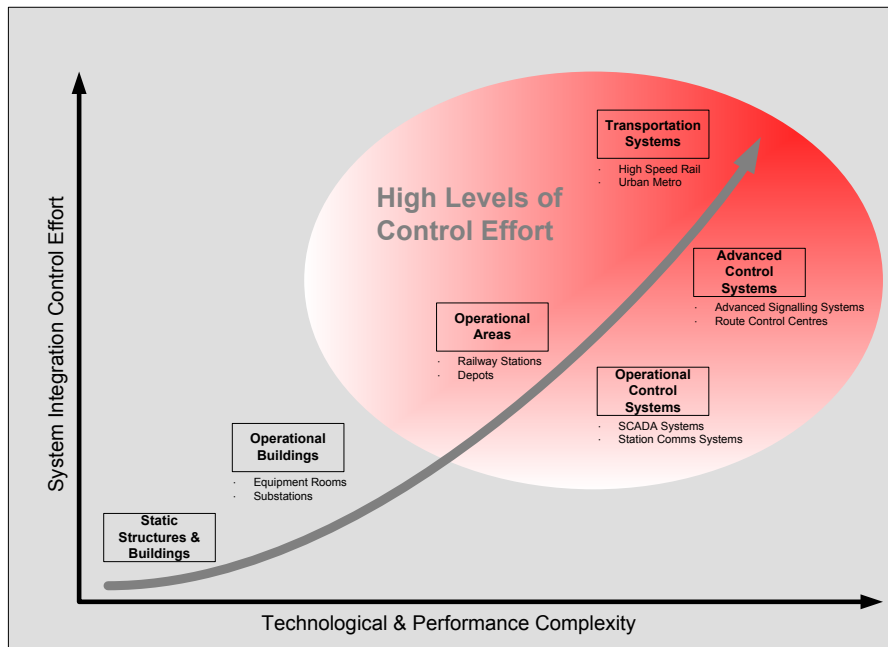 System Integration Control Effort
Transportation
Systems
· High Speed Rail
· Urban Metro
High Levels of
Control Effort
Advanced
Control
Systems
· Advanced Signalling Systems
· Route Control Centres
Operational
Areas
· Railway Stations
· Depots
Operational
Control
Systems
· SCADA Systems
· Station Comms Systems
Operational
Buildings
· Equipment Rooms
· Substations
Static
Structures &
Buildings
Technological & Performance Complexity